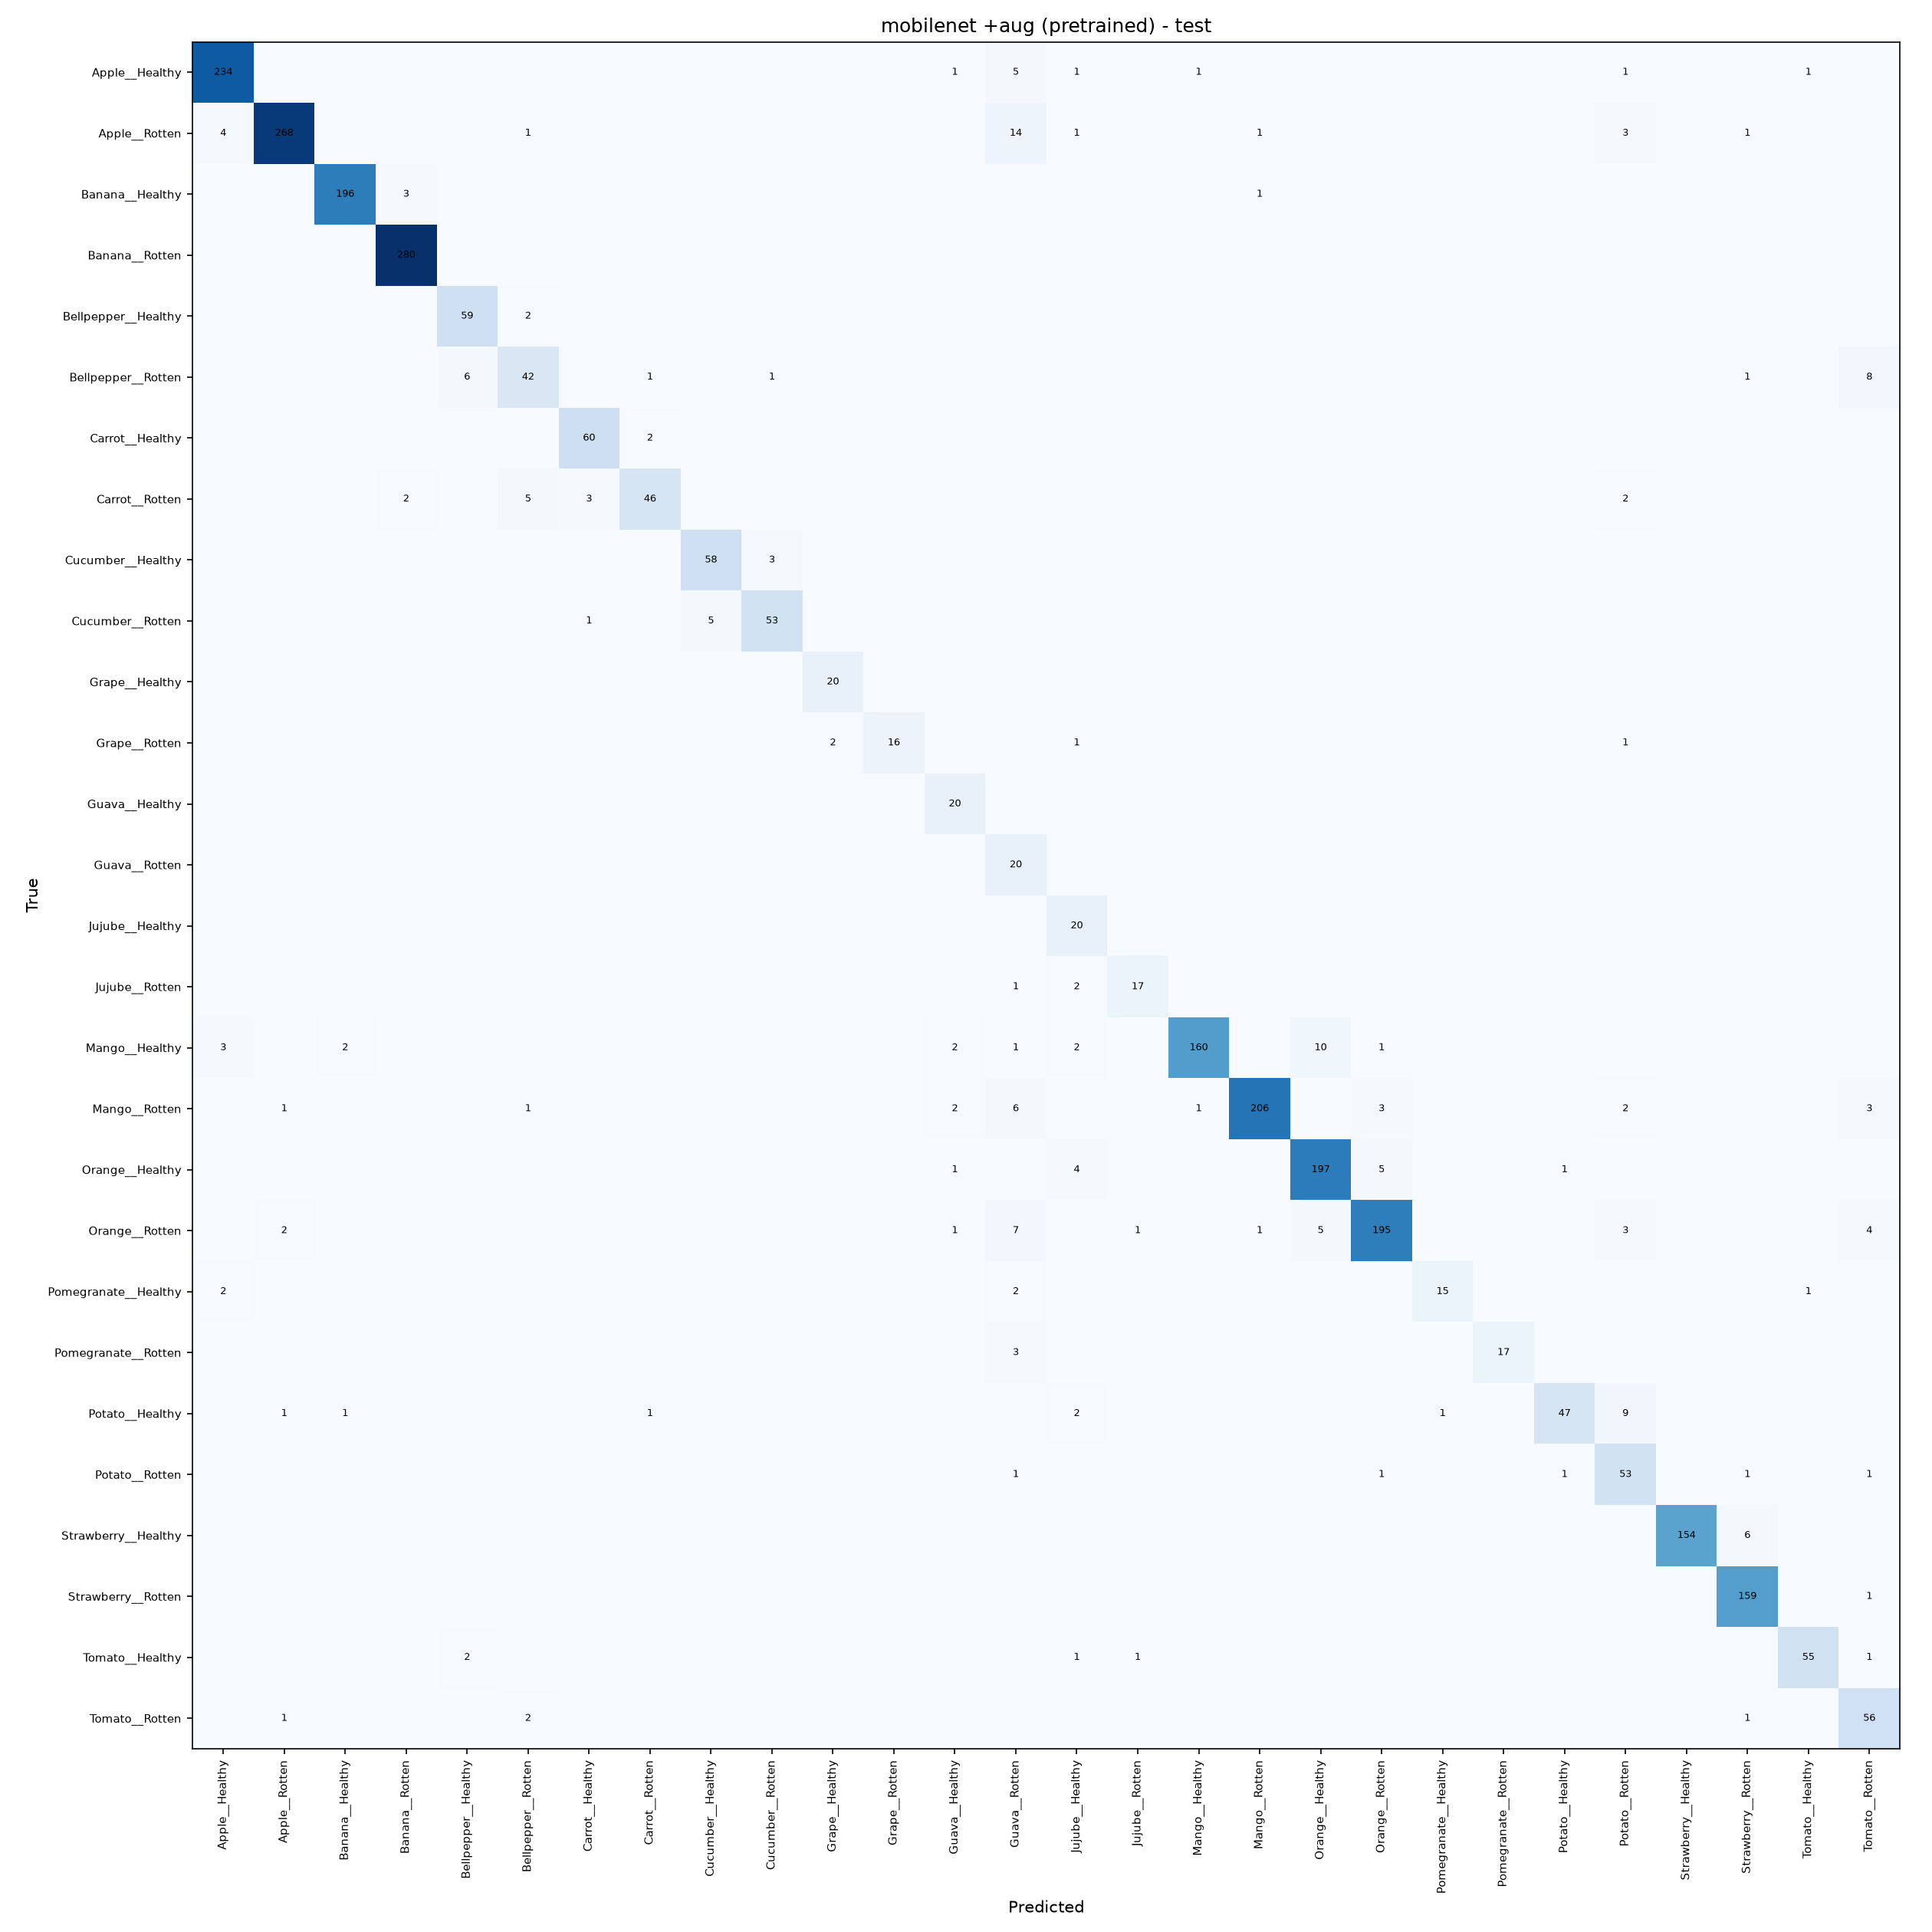 mobilenet +aug (pretrained) - test
Apple__Healthy 234 1 5 1 1 1 1
Apple__Rotten 4 268 1 14 1 1 3 1
Banana__Healthy 196 3 1
Banana__Rotten 280
Bellpepper__Healthy 59 2
Bellpepper__Rotten 6 42 1 1 1 8
Carrot__Healthy 60 2
Carrot__Rotten 2 5 3 46 2
Cucumber__Healthy 58 3
Cucumber__Rotten 1 5 53
Grape__Healthy 20
Grape__Rotten 2 16 1 1
Guava__Healthy 20
Guava__Rotten 20
Jujube__Healthy 20
Jujube__Rotten 1 2 17
Mango__Healthy 3 2 2 1 2 160 10 1
Mango__Rotten 1 1 2 6 1 206 3 2 3
Orange__Healthy 1 4 197 5 1
Orange__Rotten 2 1 7 1 1 5 195 3 4
Pomegranate__Healthy 2 2 15 1
Pomegranate__Rotten 3 17
Potato__Healthy 1 1 1 2 1 47 9
Potato__Rotten 1 1 1 53 1 1
Strawberry__Healthy 154 6
Strawberry__Rotten 159 1
Tomato__Healthy 2 1 1 55 1
Tomato__Rotten 1 2 1 56
True
Apple__Healthy
Apple__Rotten
Banana__Healthy
Banana__Rotten
Bellpepper__Healthy
Bellpepper__Rotten
Carrot__Healthy
Carrot__Rotten
Cucumber__Healthy
Cucumber__Rotten
Grape__Healthy
Grape__Rotten
Guava__Healthy
Guava__Rotten
Jujube__Healthy
Jujube__Rotten
Mango__Healthy
Mango__Rotten
Orange__Healthy
Orange__Rotten
Pomegranate__Healthy
Pomegranate__Rotten
Potato__Healthy
Potato__Rotten
Strawberry__Healthy
Strawberry__Rotten
Tomato__Healthy
Tomato__Rotten
Predicted